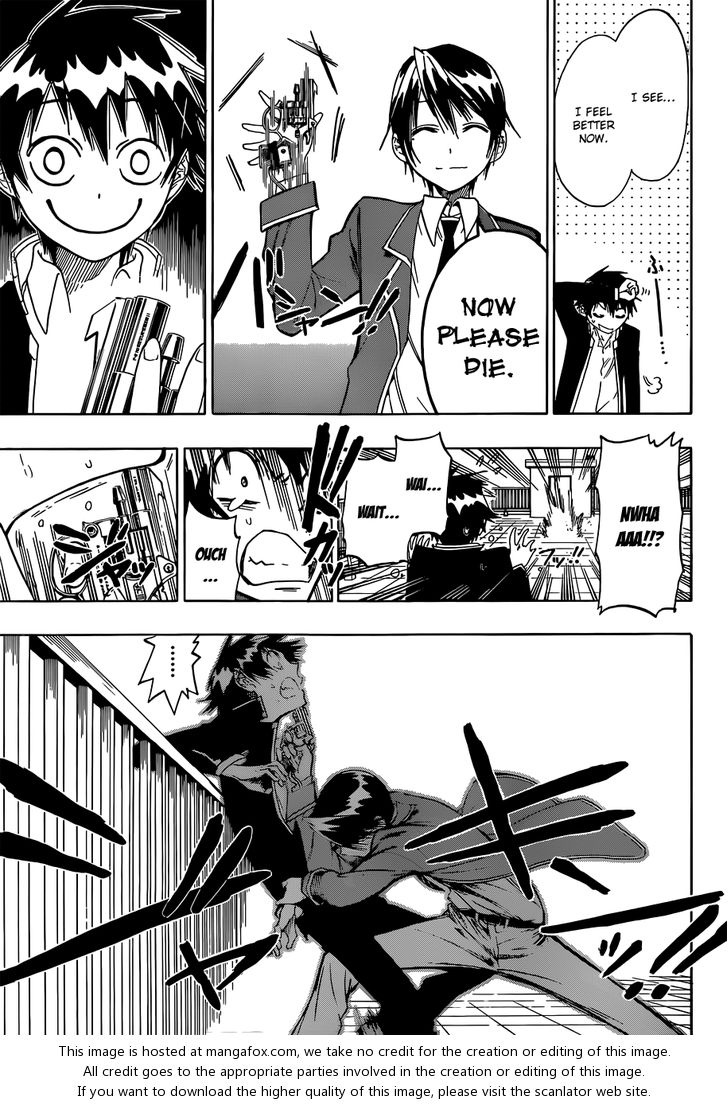 I SEE...
I FEEL
BETTER
NOW.
ふー
NOW
PLEASE
DIE.
NWHA
AAA!!?
WAI...
WAIT...
OUCH
...
.......
This image is hosted at mangafox.com, we take no credit for the creation or editing of this image.
All credit goes to the appropriate parties involved in the creation or editing of this image.
If you want to download the higher quality of this image, please visit the scanlator web site.